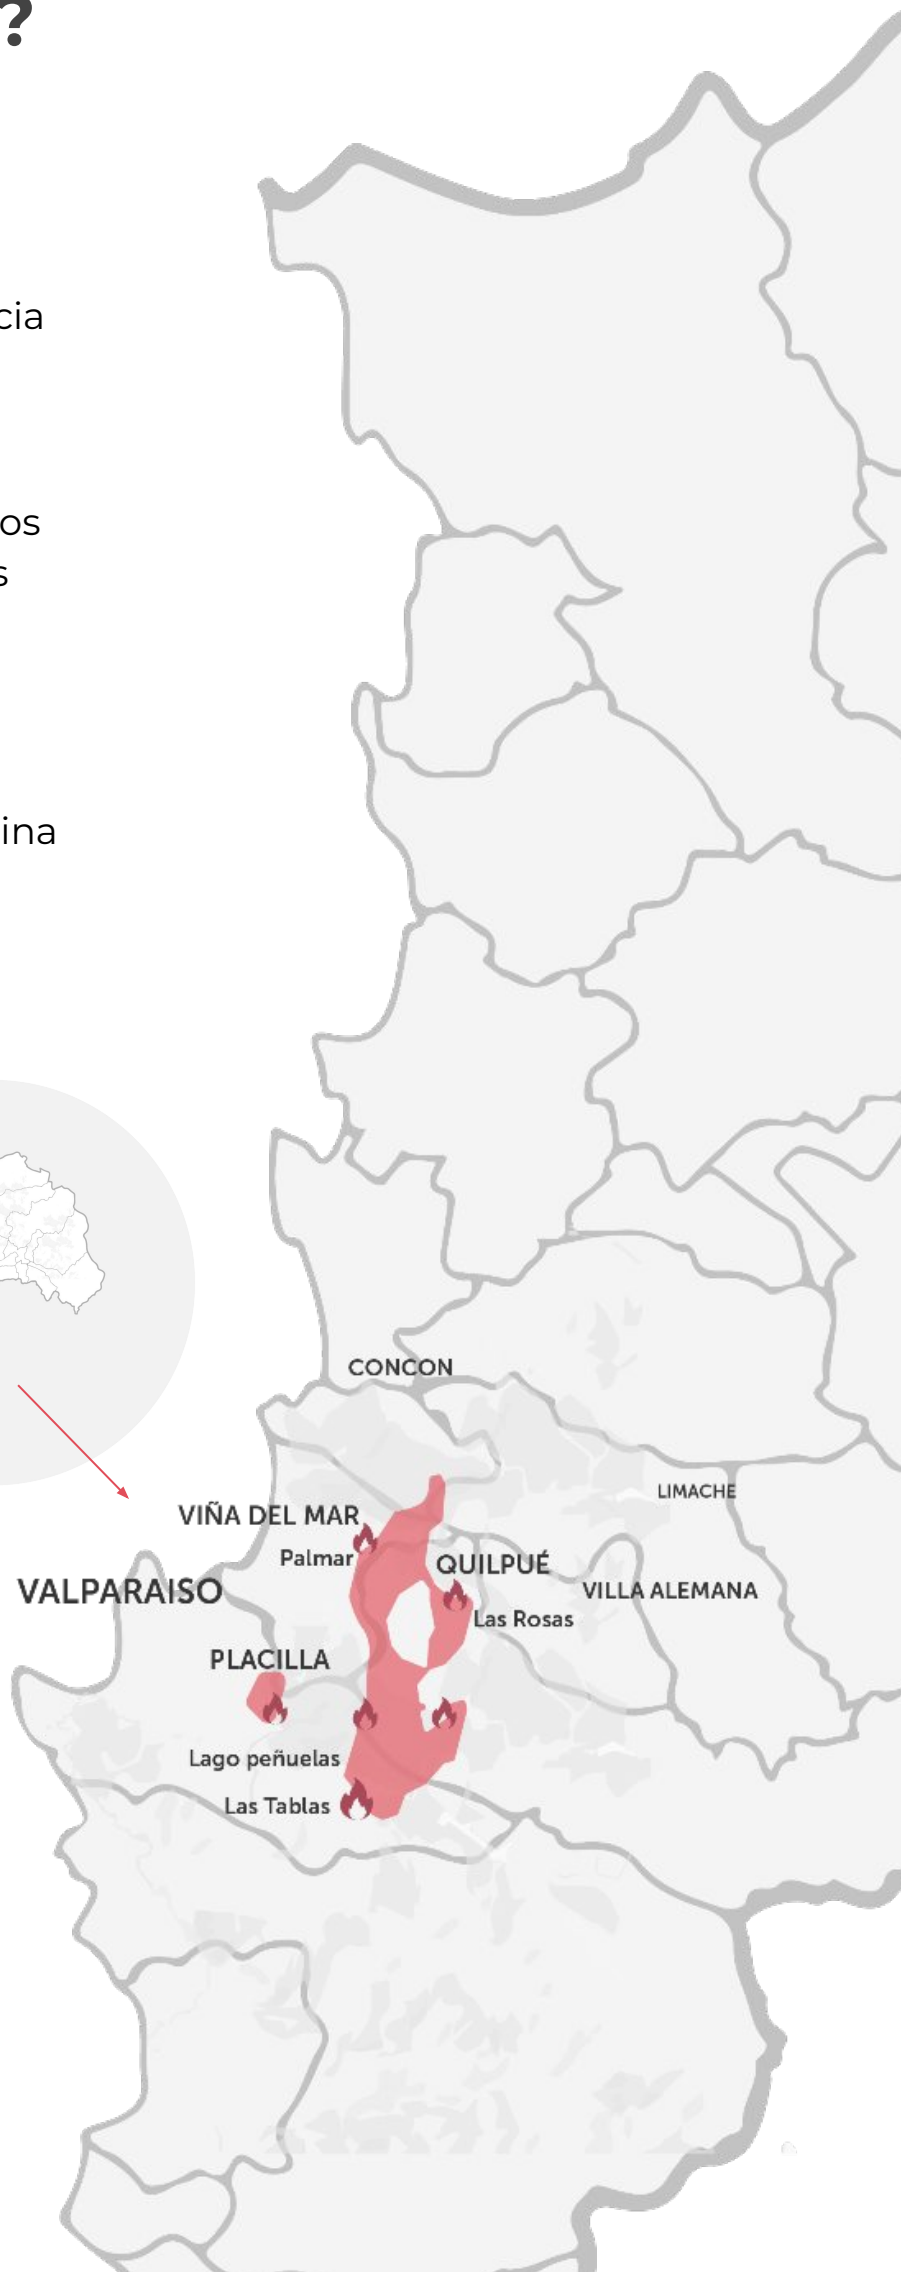 ?
cia
os
s
ina
CONCON
LIMACHE
VIÑA DEL MAR
Palmar
QUILPUÉ
VILLA ALEMANA
VALPARAISO
Las Rosas
PLACILLA
Lago peñuelas
Las Tablas